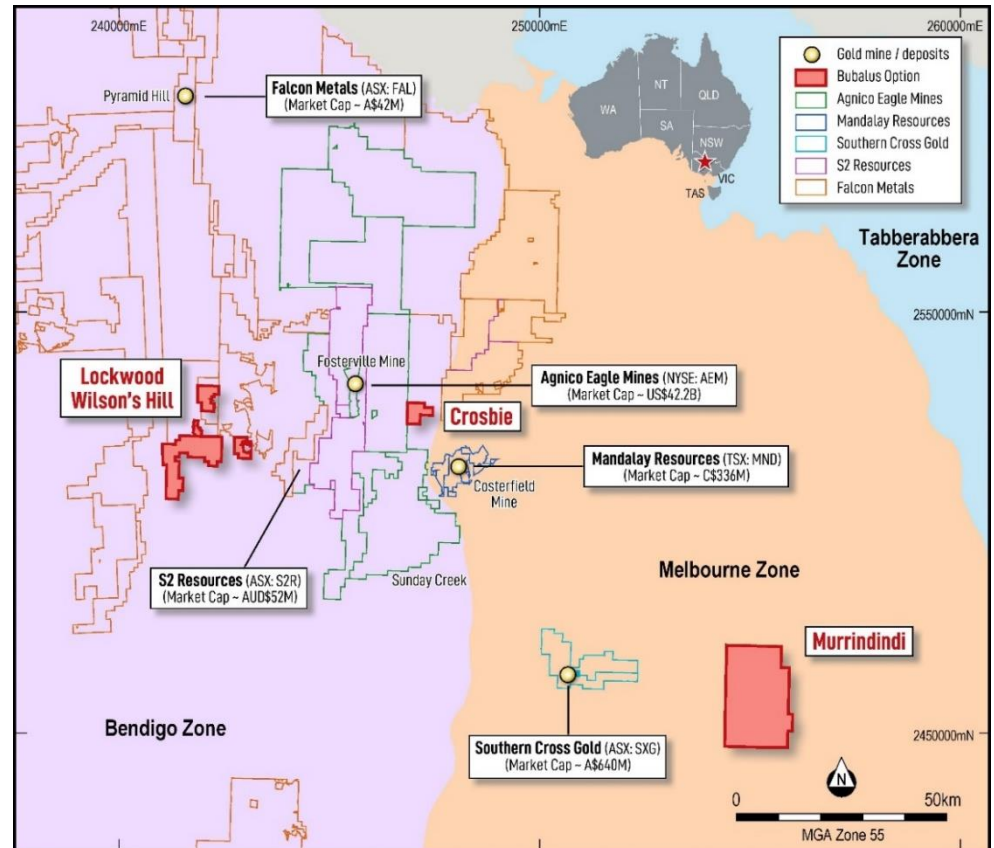 240000mE
250000mE
260000mE
Gold mine / deposits
Bubalus Option
Agnico Eagle Mines
Mandalay Resources
Southern Cross Gold
S2 Resources
Falcon Metals
WA
NT
QLD
SA
NSW
VIC
TAS
Pyramid Hill
Falcon Metals (ASX: FAL)
(Market Cap ~ A$42M)
Tabberabbera
Zone
2550000mN
Fosterville Mine
Lockwood
Wilson's Hill
Agnico Eagle Mines (NYSE: AEM)
(Market Cap ~ US$42.2B)
Crosbie
Mandalay Resources (TSX: MND)
(Market Cap ~ C$336M)
Costerfield
Mine
S2 Resources (ASX: S2R)
(Market Cap ~ AUD$52M)
Sunday Creek
Melbourne Zone
Murrindindi
Bendigo Zone
2450000mN
Southern Cross Gold (ASX: SXG)
(Market Cap ~ A$640M)
N
0
50km
MGA Zone 55